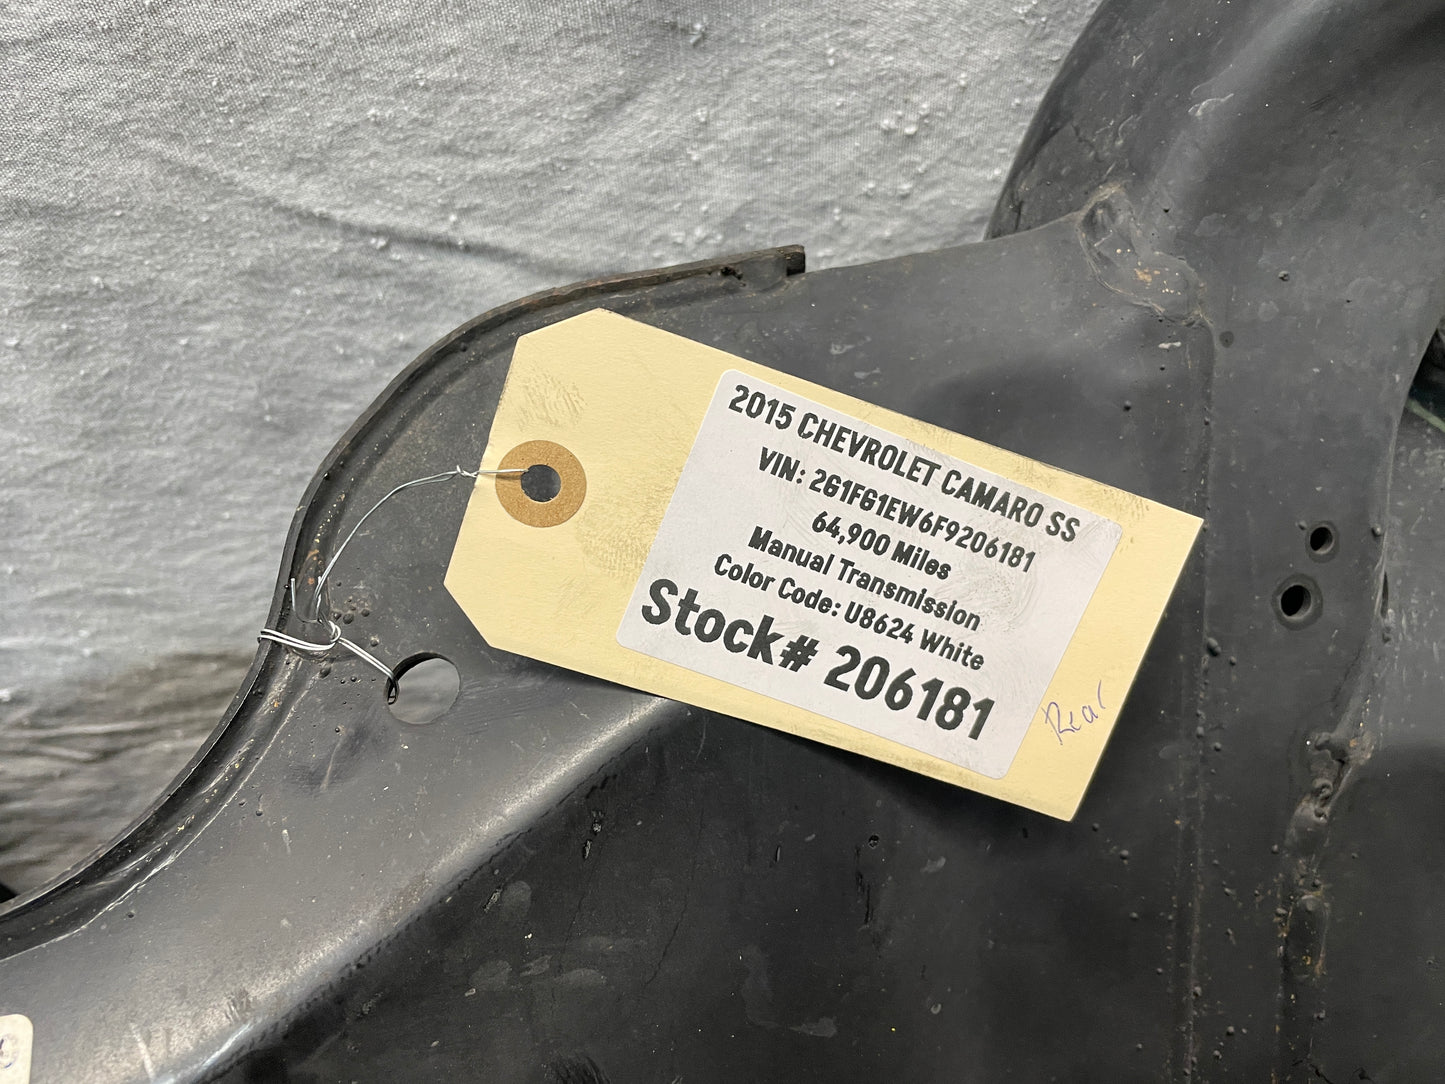 2015 CHEVROLET CAMARO SS
VIN: 2G1FG1EW6F9206181
64,900 Miles
Manual Transmission
Color Code: U8624 White
Stock# 206181
Rear